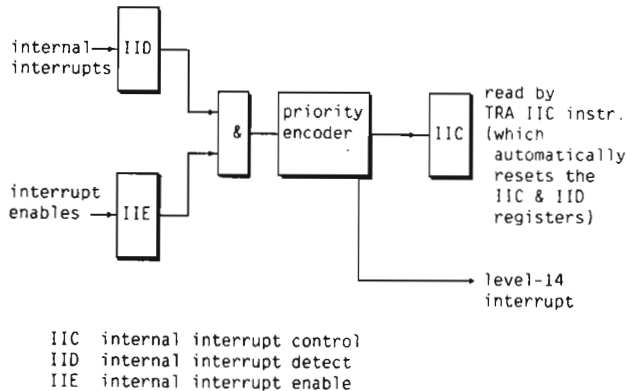 internal
interrupts
IID
interrupt
enables
IIE
&
priority
encoder
IIC
read by
TRA IIC instr.
(which
automatically
resets the
IIC & IID
registers)
level-14
interrupt
IIC internal interrupt control
IID internal interrupt detect
IIE internal interrupt enable